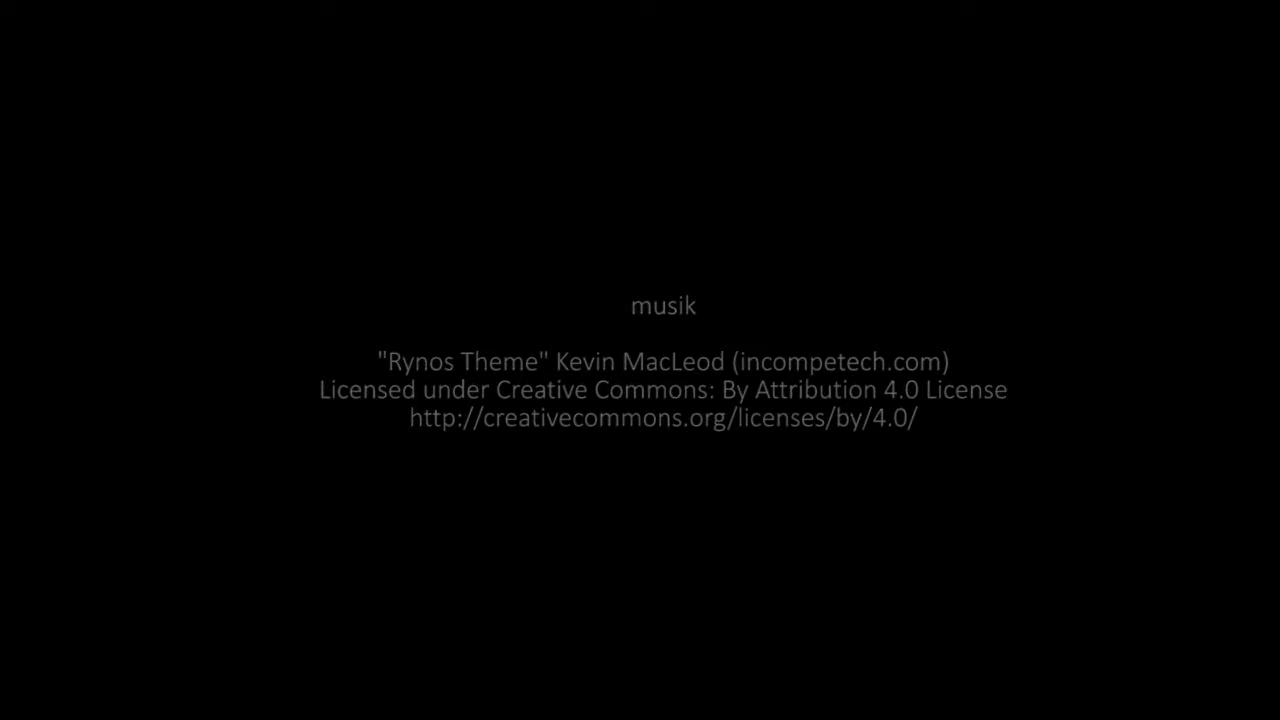 musik
"Rynos Theme" Kevin MacLeod (incompetech.com)
Licensed under Creative Commons: By Attribution 4.0 License
http://creativecommons.org/licenses/by/4.0/